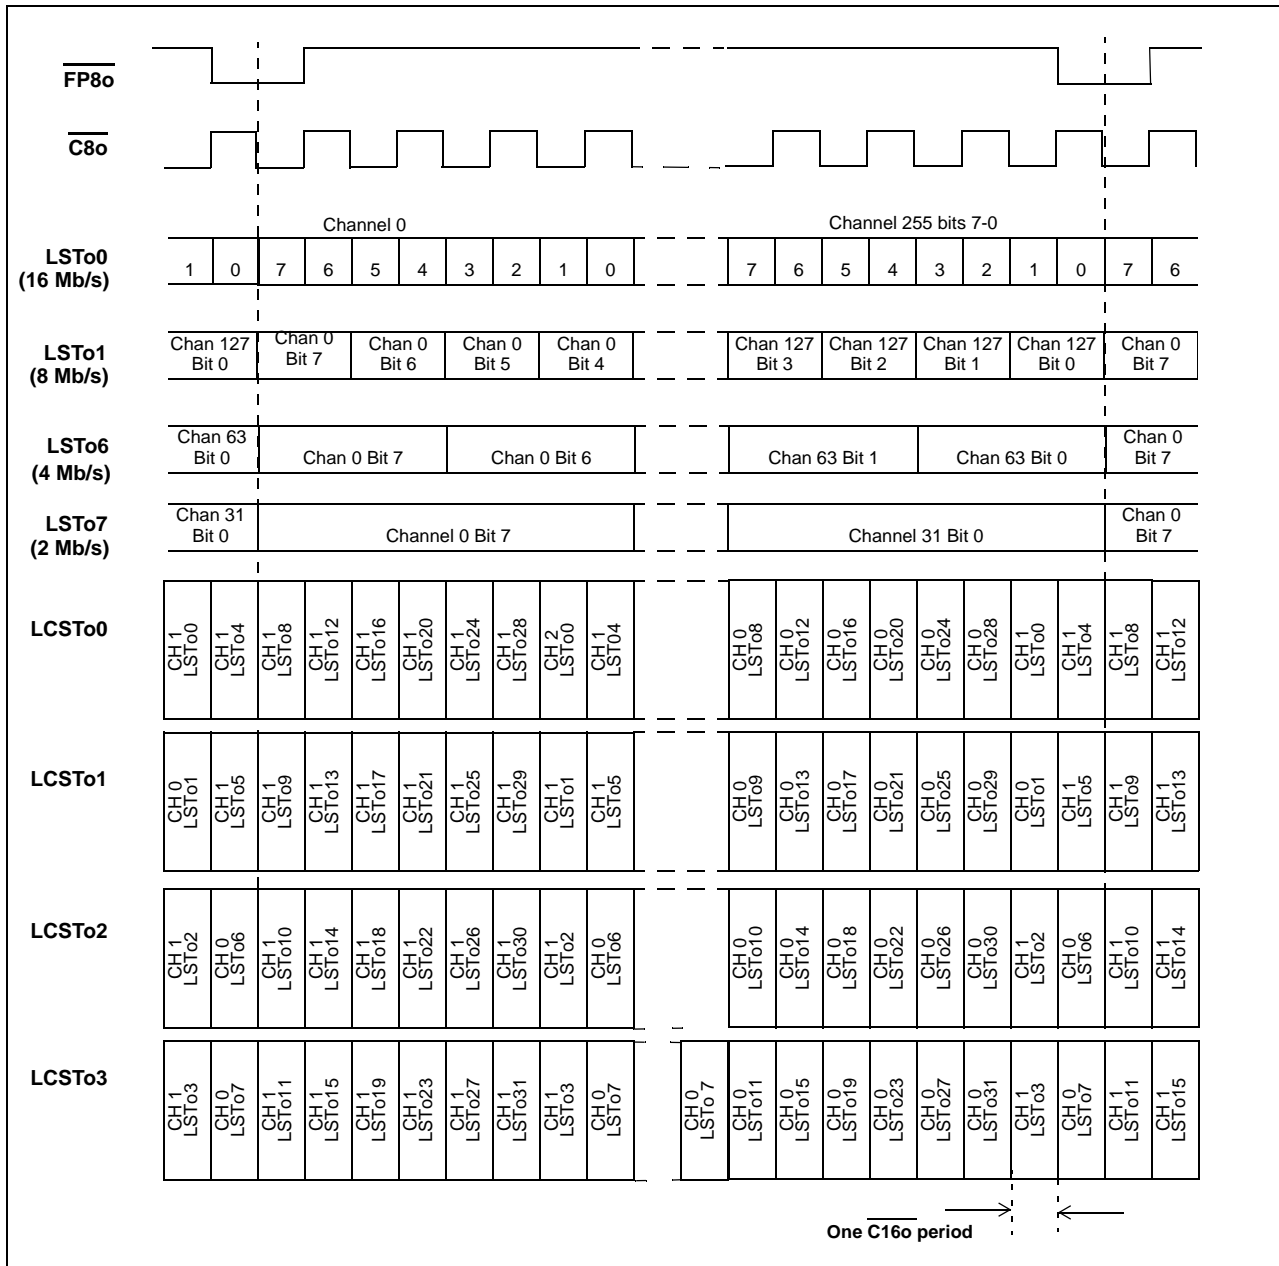 FP8o
C8o
Channel 0
Channel 255 bits 7-0
LSTo0
(16 Mb/s)
1 0 7 6 5 4 3 2 1 0 7 6 5 4 3 2 1 0 7 6
LSTo1
(8 Mb/s)
Chan 127 Chan 0 Chan 0 Chan 0 Chan 0 Chan 127 Chan 127 Chan 127 Chan 127 Chan 0
Bit 0 Bit 7 Bit 6 Bit 5 Bit 4 Bit 3 Bit 2 Bit 1 Bit 0 Bit 7
LSTo6
(4 Mb/s)
Chan 63 Chan 0
Bit 0 Chan 0 Bit 7 Chan 0 Bit 6 Chan 63 Bit 1 Chan 63 Bit 0 Bit 7
LSTo7
(2 Mb/s)
Chan 31 Chan 0
Bit 0 Channel 0 Bit 7 Channel 31 Bit 0 Bit 7
LCSTo0
CH 1 CH 1 CH 1 CH 1 CH 1 CH 1 CH 1 CH 1 CH 2 CH 1 CH 0 CH 0 CH 0 CH 0 CH 0 CH 0 CH 1 CH 1 CH 1 CH 1
LSTo0 LSTo4 LSTo8 LSTo12 LSTo16 LSTo20 LSTo24 LSTo28 LSTo0 LST04 LSTo8 LSTo12 LSTo16 LSTo20 LSTo24 LSTo28 LSTo0 LSTo4 LSTo8 LSTo12
LCSTo1
CH 0 CH 1 CH 1 CH 1 CH 1 CH 1 CH 1 CH 1 CH 1 CH 1 CH 0 CH 0 CH 0 CH 0 CH 0 CH 0 CH 0 CH 1 CH 1 CH 1
LSTo1 LSTo5 LSTo9 LSTo13 LSTo17 LSTo21 LSTo25 LSTo29 LSTo1 LSTo5 LSTo9 LSTo13 LSTo17 LSTo21 LSTo25 LSTo29 LSTo1 LSTo5 LSTo9 LSTo13
LCSTo2
CH 1 CH 0 CH 1 CH 1 CH 1 CH 1 CH 1 CH 1 CH 1 CH 0 CH 0 CH 0 CH 0 CH 0 CH 0 CH 0 CH 1 CH 0 CH 1 CH 1
LSTo2 LSTo6 LSTo10 LSTo14 LSTo18 LSTo22 LSTo26 LSTo30 LSTo2 LSTo6 LSTo10 LSTo14 LSTo18 LSTo22 LSTo26 LSTo30 LSTo2 LSTo6 LSTo10 LSTo14
LCSTo3
CH 1 CH 0 CH 1 CH 1 CH 1 CH 1 CH 1 CH 1 CH 1 CH 0 CH 0 CH 0 CH 0 CH 0 CH 0 CH 0 CH 0 CH 1 CH 0 CH 1 CH 1
LSTo3 LSTo7 LSTo11 LSTo15 LSTo19 LSTo23 LSTo27 LSTo31 LSTo3 LSTo7 LSTo 7 LSTo11 LSTo15 LSTo19 LSTo23 LSTo27 LSTo31 LSTo3 LSTo7 LSTo11 LSTo15
One C16o period